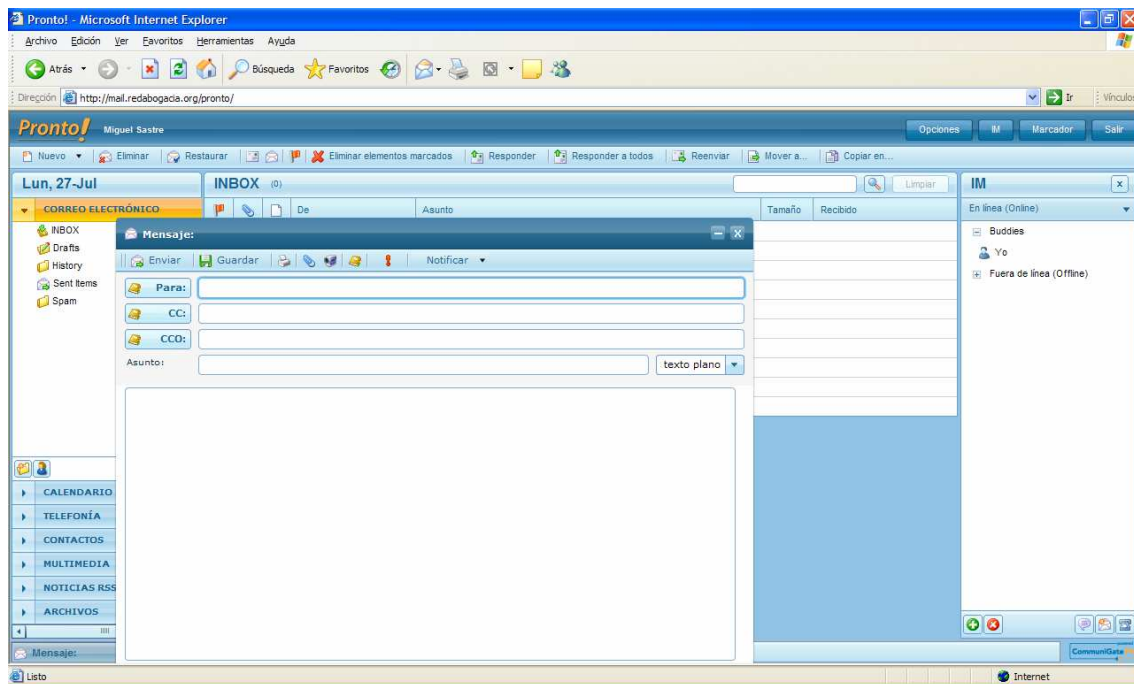 Pronto! - Microsoft Internet Explorer
Archivo Edición Ver Favoritos Herramientas Ayuda
Atrás Búsqueda Favoritos
Dirección http://mail.redabogacia.org/pronto/ Ir Vínculos
Pronto! Miguel Sastre Opciones IM Marcador Salir
Nuevo Eliminar Restaurar Eliminar elementos marcados Responder Responder a todos Reenviar Mover a... Copiar en...
Lun, 27-Jul INBOX (0) Limpiar IM
CORREO ELECTRÓNICO De Asunto Tamaño Recibido En línea (Online)
INBOX
Drafts
History
Sent Items
Spam
Mensaje:
Enviar Guardar Notificar
Para:
CC:
CCO:
Asunto: texto plano
Buddies
Yo
Fuera de línea (Offline)
CALENDARIO
TELEFONÍA
CONTACTOS
MULTIMEDIA
NOTICIAS RSS
ARCHIVOS
Mensaje: CommuniGate
Listo Internet